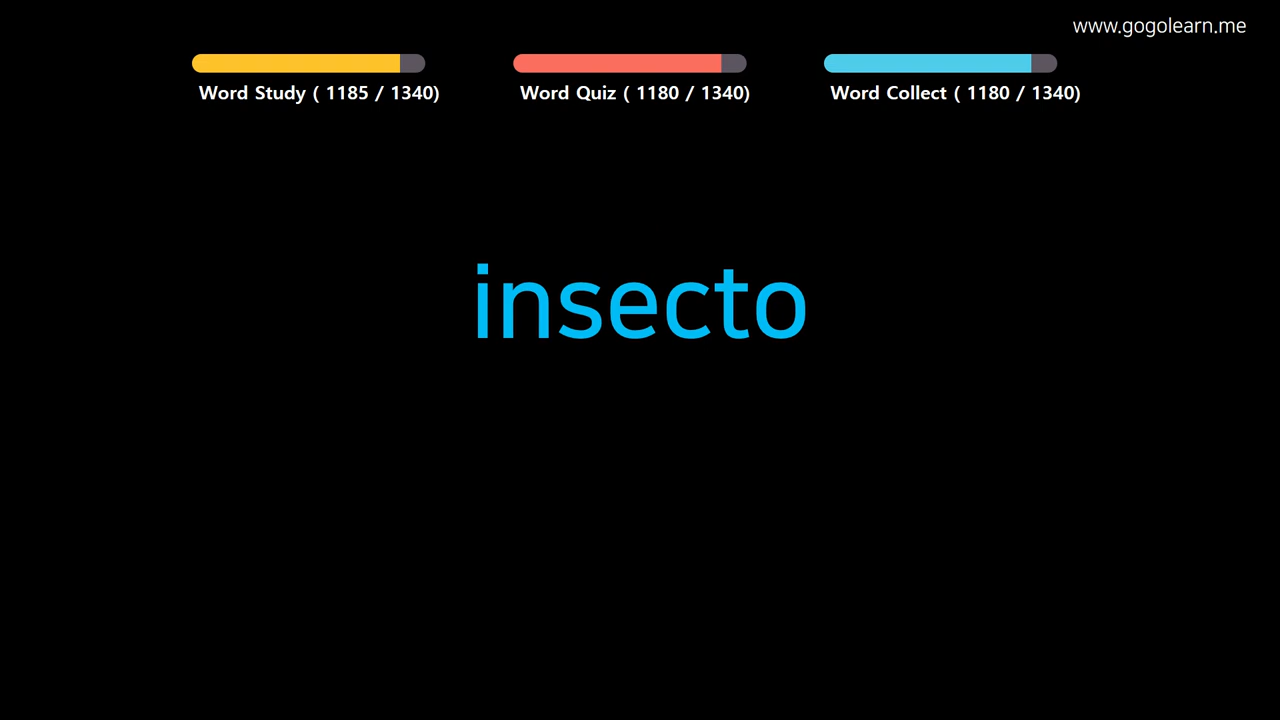 www.gogolearn.me
Word Study ( 1185 / 1340)
Word Quiz ( 1180 / 1340)
Word Collect ( 1180 / 1340)
insecto